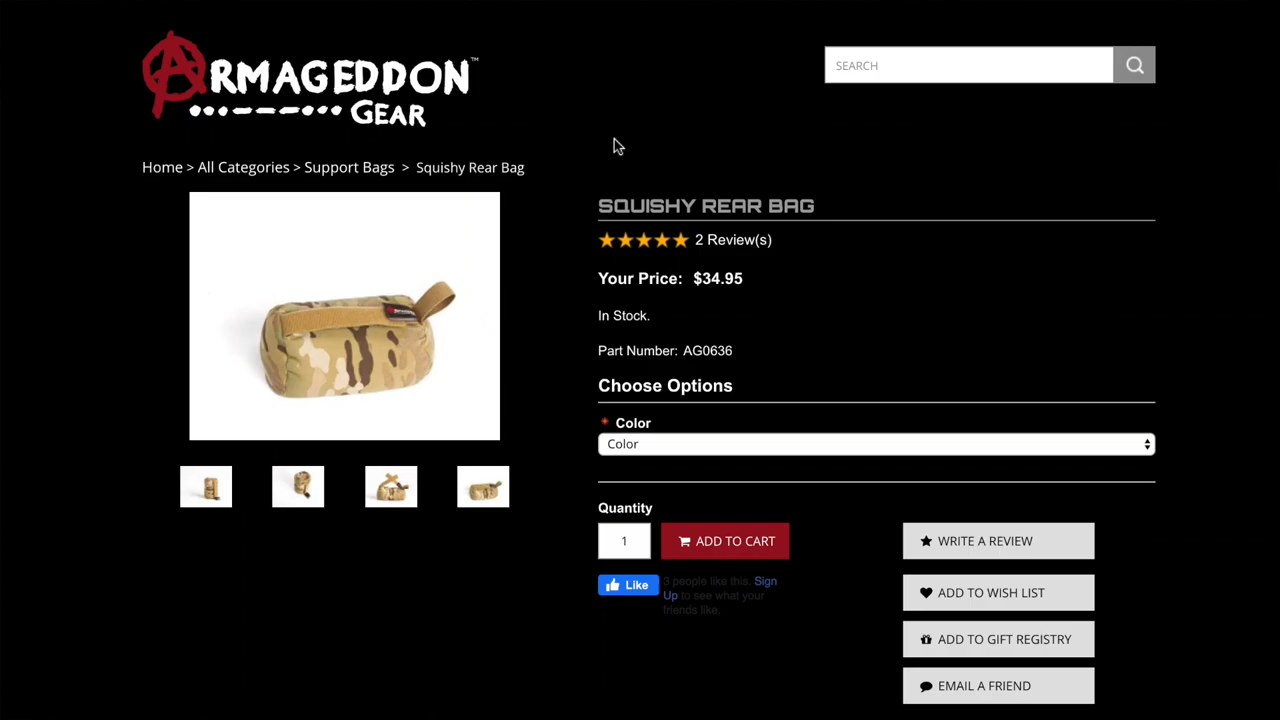 ARMAGEDDON™
GEAR
SEARCH
Home > All Categories > Support Bags > Squishy Rear Bag
SQUISHY REAR BAG
2 Review(s)
Your Price: $34.95
In Stock.
Part Number: AG0636
Choose Options
* Color
Color
Quantity
1
ADD TO CART
WRITE A REVIEW
Like
3 people like this. Sign
Up to see what your
friends like.
ADD TO WISH LIST
ADD TO GIFT REGISTRY
EMAIL A FRIEND